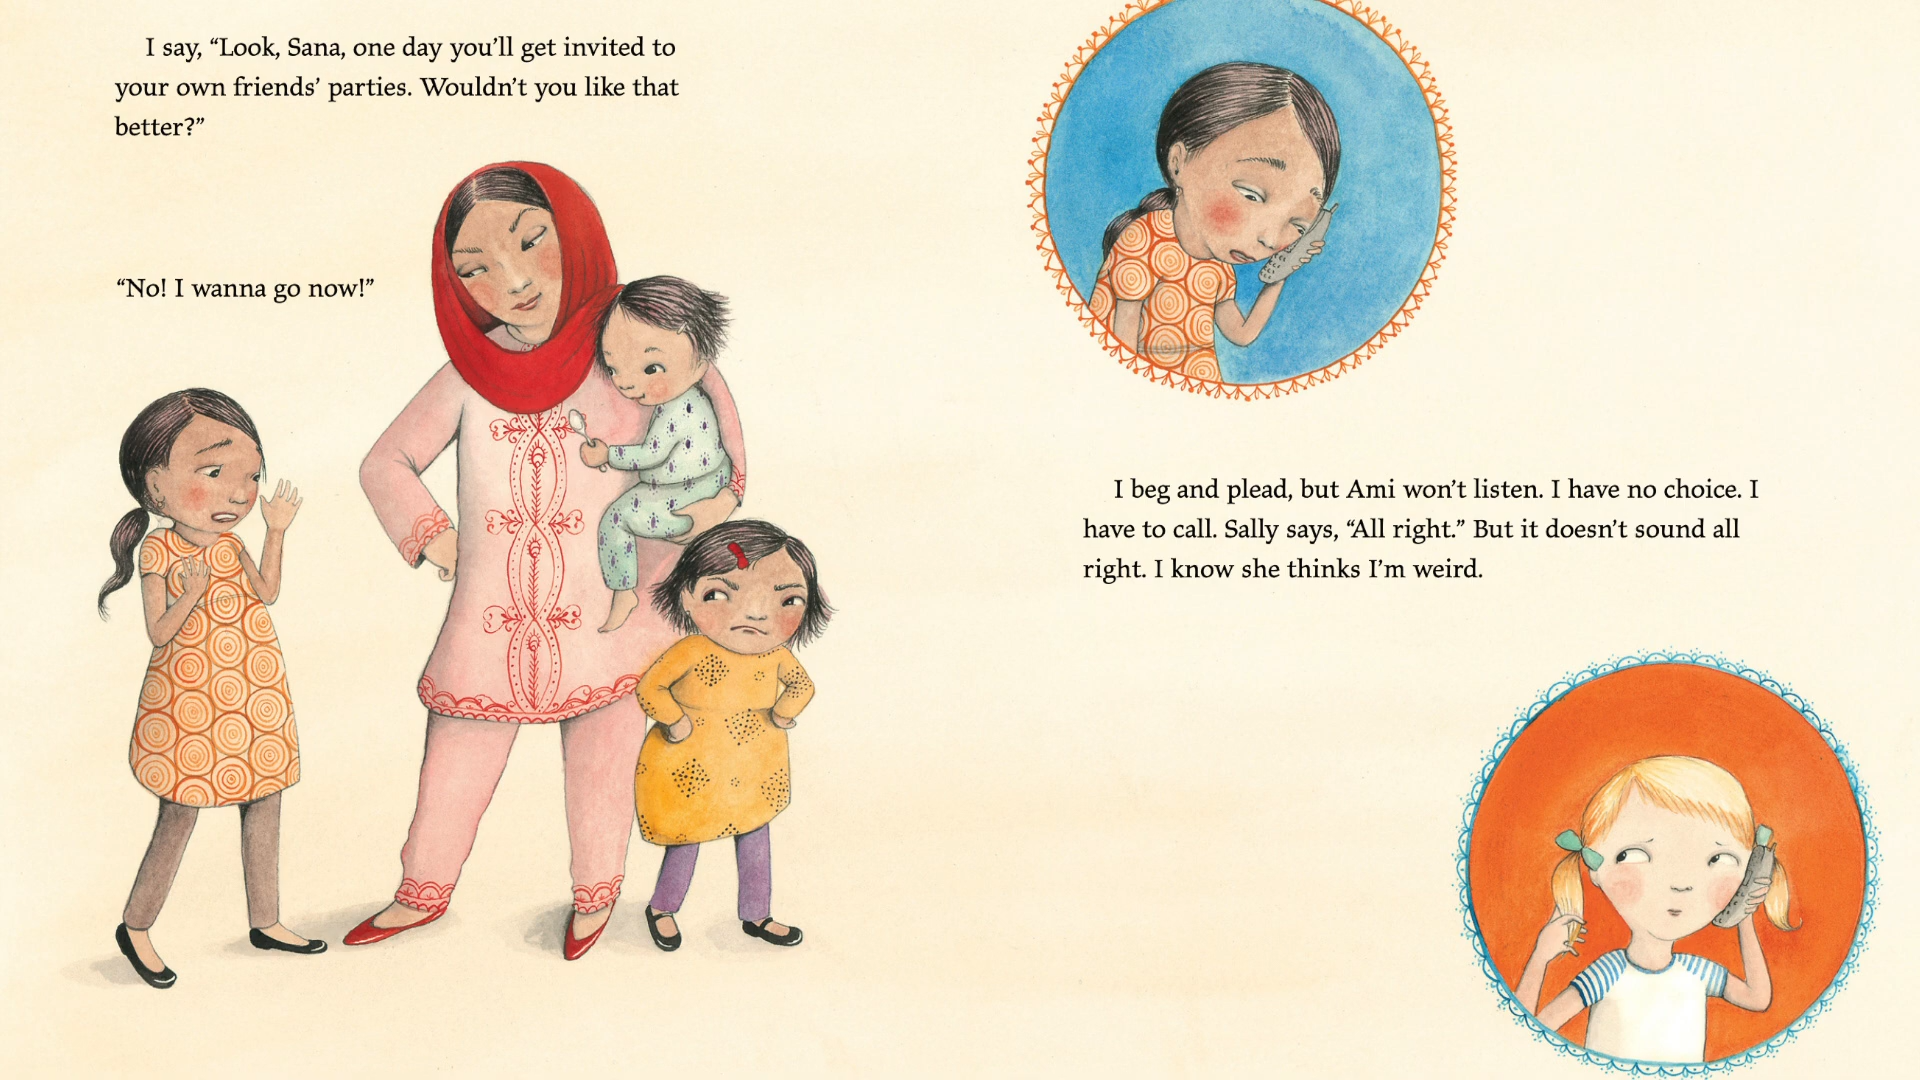 I say, “Look, Sana, one day you’ll get invited to
your own friends’ parties. Wouldn’t you like that
better?”
“No! I wanna go now!”
I beg and plead, but Ami won’t listen. I have no choice. I
have to call. Sally says, “All right.” But it doesn’t sound all
right. I know she thinks I’m weird.